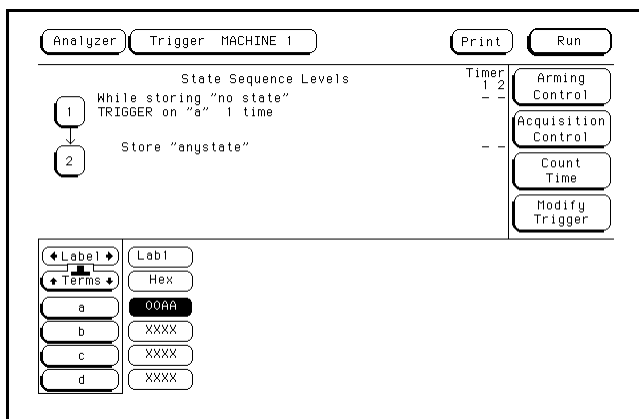 Analyzer Trigger MACHINE 1 Print Run
State Sequence Levels
Timer
1 2
While storing "no state"
1 TRIGGER on "a" 1 time
- -
2 Store "anystate" - -
Arming
Control
Acquisition
Control
Count
Time
Modify
Trigger
Label Lab1
Terms Hex
a 00AA
b XXXX
c XXXX
d XXXX